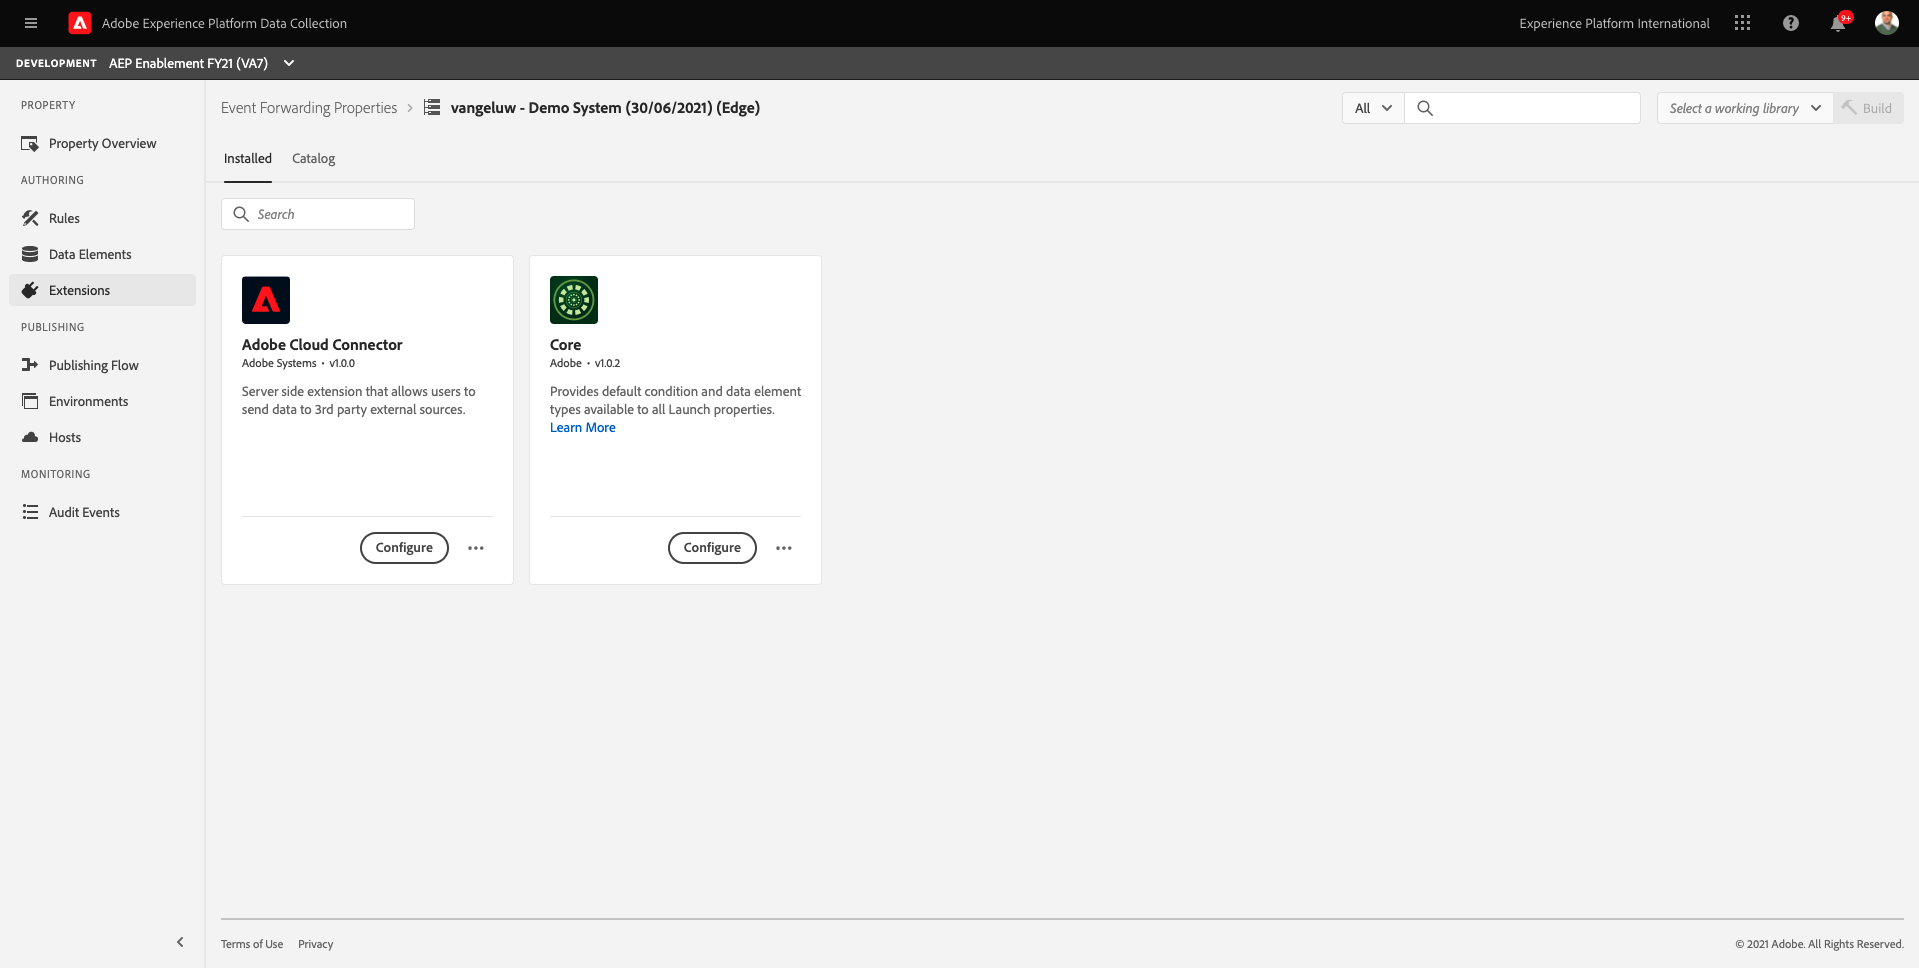 Adobe Experience Platform Data Collection
Experience Platform International
9+
DEVELOPMENT AEP Enablement FY21 (VA7)
PROPERTY
Property Overview
AUTHORING
Rules
Data Elements
Extensions
PUBLISHING
Publishing Flow
Environments
Hosts
MONITORING
Audit Events
Event Forwarding Properties > vangeluw - Demo System (30/06/2021) (Edge)
All
Select a working library
Build
Installed
Catalog
Search
Adobe Cloud Connector
Adobe Systems • v1.0.0
Server side extension that allows users to
send data to 3rd party external sources.
Configure
Core
Adobe • v1.0.2
Provides default condition and data element
types available to all Launch properties.
Learn More
Configure
Terms of Use
Privacy
© 2021 Adobe. All Rights Reserved.